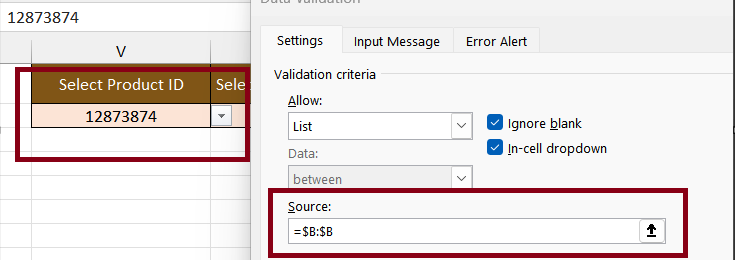 Data Validation
12873874
V
Settings Input Message Error Alert
Validation criteria
Select Product ID Sele
Allow:
12873874
List
Ignore blank
Data:
In-cell dropdown
between
Source:
=$B:$B